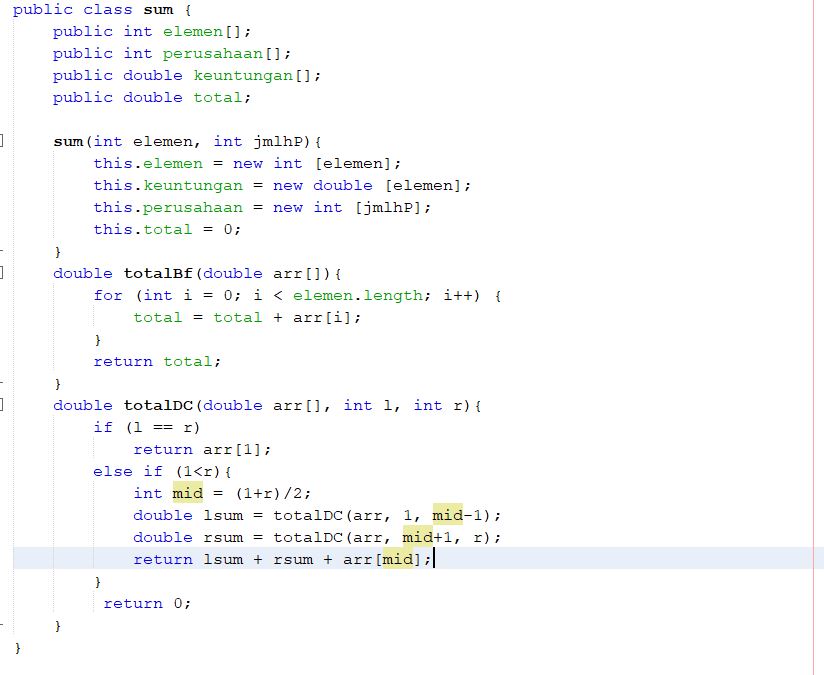 public class sum {
public int elemen[];
public int perusahaan[];
public double keuntungan[];
public double total;
sum(int elemen, int jmlhP){
this.elemen = new int [elemen];
this.keuntungan = new double [elemen];
this.perusahaan = new int [jmlhP];
this.total = 0;
}
double totalBf(double arr[]){
for (int i = 0; i < elemen.length; i++) {
total = total + arr[i];
}
return total;
}
double totalDC(double arr[], int l, int r){
if (l == r)
return arr[1];
else if (1<r){
int mid = (1+r)/2;
double lsum = totalDC(arr, 1, mid-1);
double rsum = totalDC(arr, mid+1, r);
return lsum + rsum + arr[mid];
}
return 0;
}
}